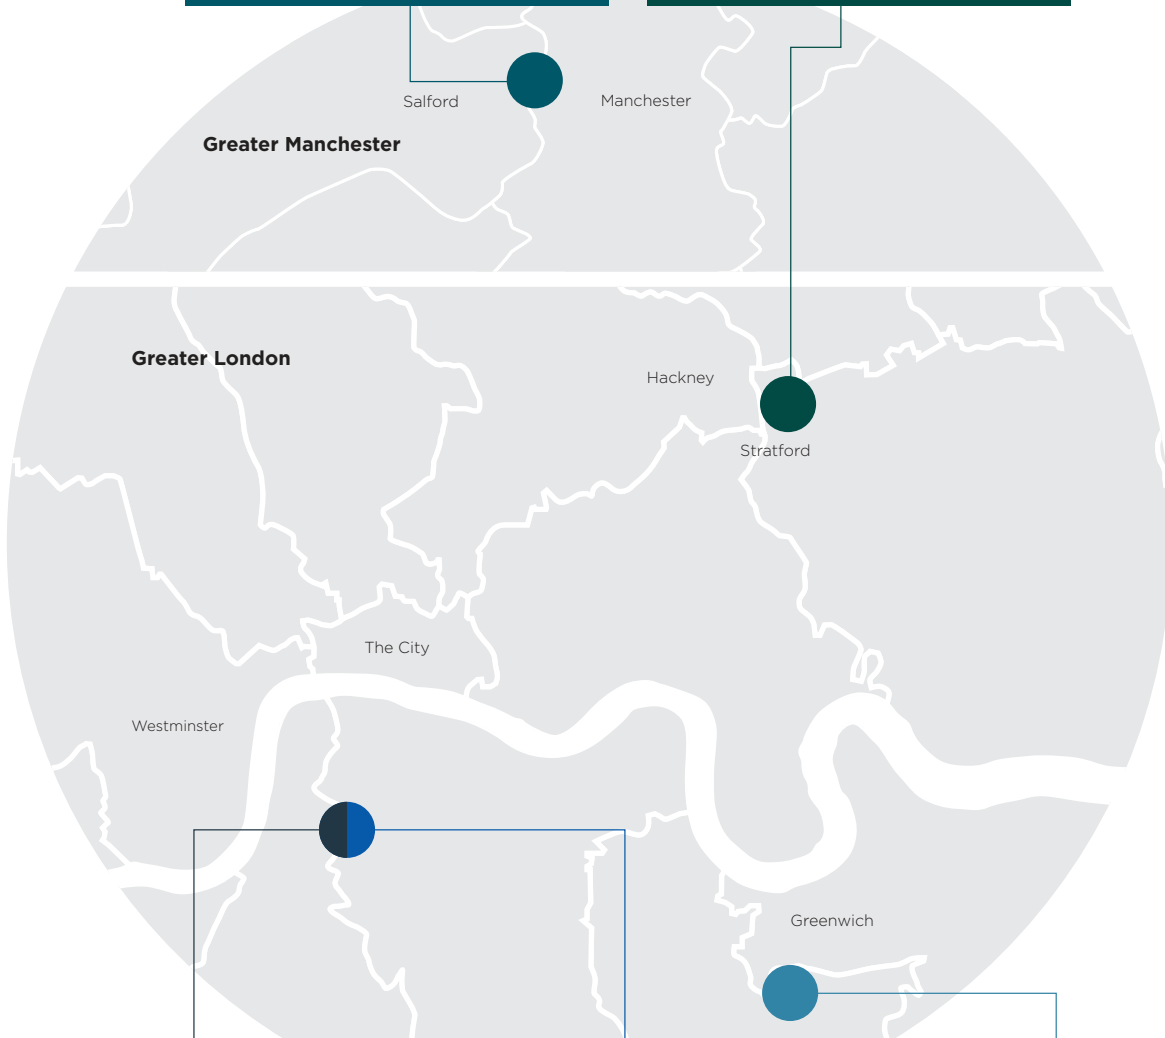 Salford
Manchester
Greater Manchester
Greater London
Hackney
Stratford
The City
Westminster
Greenwich